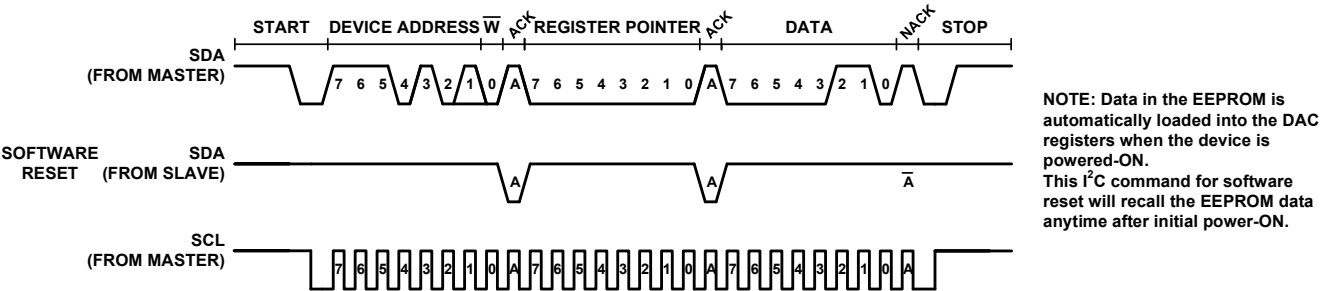 START DEVICE ADDRESS W̅ ACK REGISTER POINTER ACK DATA NACK STOP
SDA
(FROM MASTER)
7 6 5 4 3 2 1 0 A 7 6 5 4 3 2 1 0 A 7 6 5 4 3 2 1 0
SOFTWARE RESET
SDA
(FROM SLAVE)
A A A̅
SCL
(FROM MASTER)
7 6 5 4 3 2 1 0 A 7 6 5 4 3 2 1 0 A 7 6 5 4 3 2 1 0 A
NOTE: Data in the EEPROM is
automatically loaded into the DAC
registers when the device is
powered-ON.
This I²C command for software
reset will recall the EEPROM data
anytime after initial power-ON.